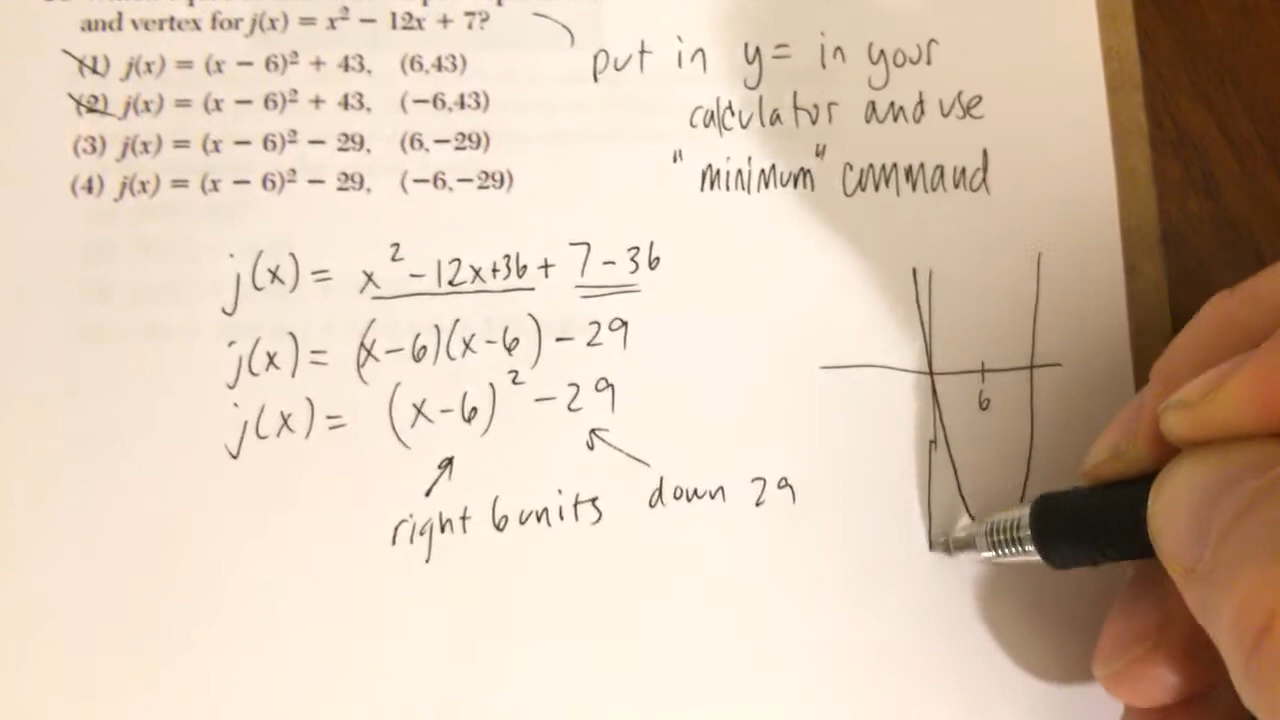 and vertex for j(x) = x² − 12x + 7?
(1) j(x) = (x − 6)² + 43, (6,43)
(2) j(x) = (x − 6)² + 43, (−6,43)
(3) j(x) = (x − 6)² − 29, (6,−29)
(4) j(x) = (x − 6)² − 29, (−6,−29)
put in y= in your
calculator and use
"minimum" command
j(x) = x² −12x+36 + 7−36
j(x) = (x−6)(x−6) −29
j(x) = (x−6)² −29
right 6 units
down 29
6